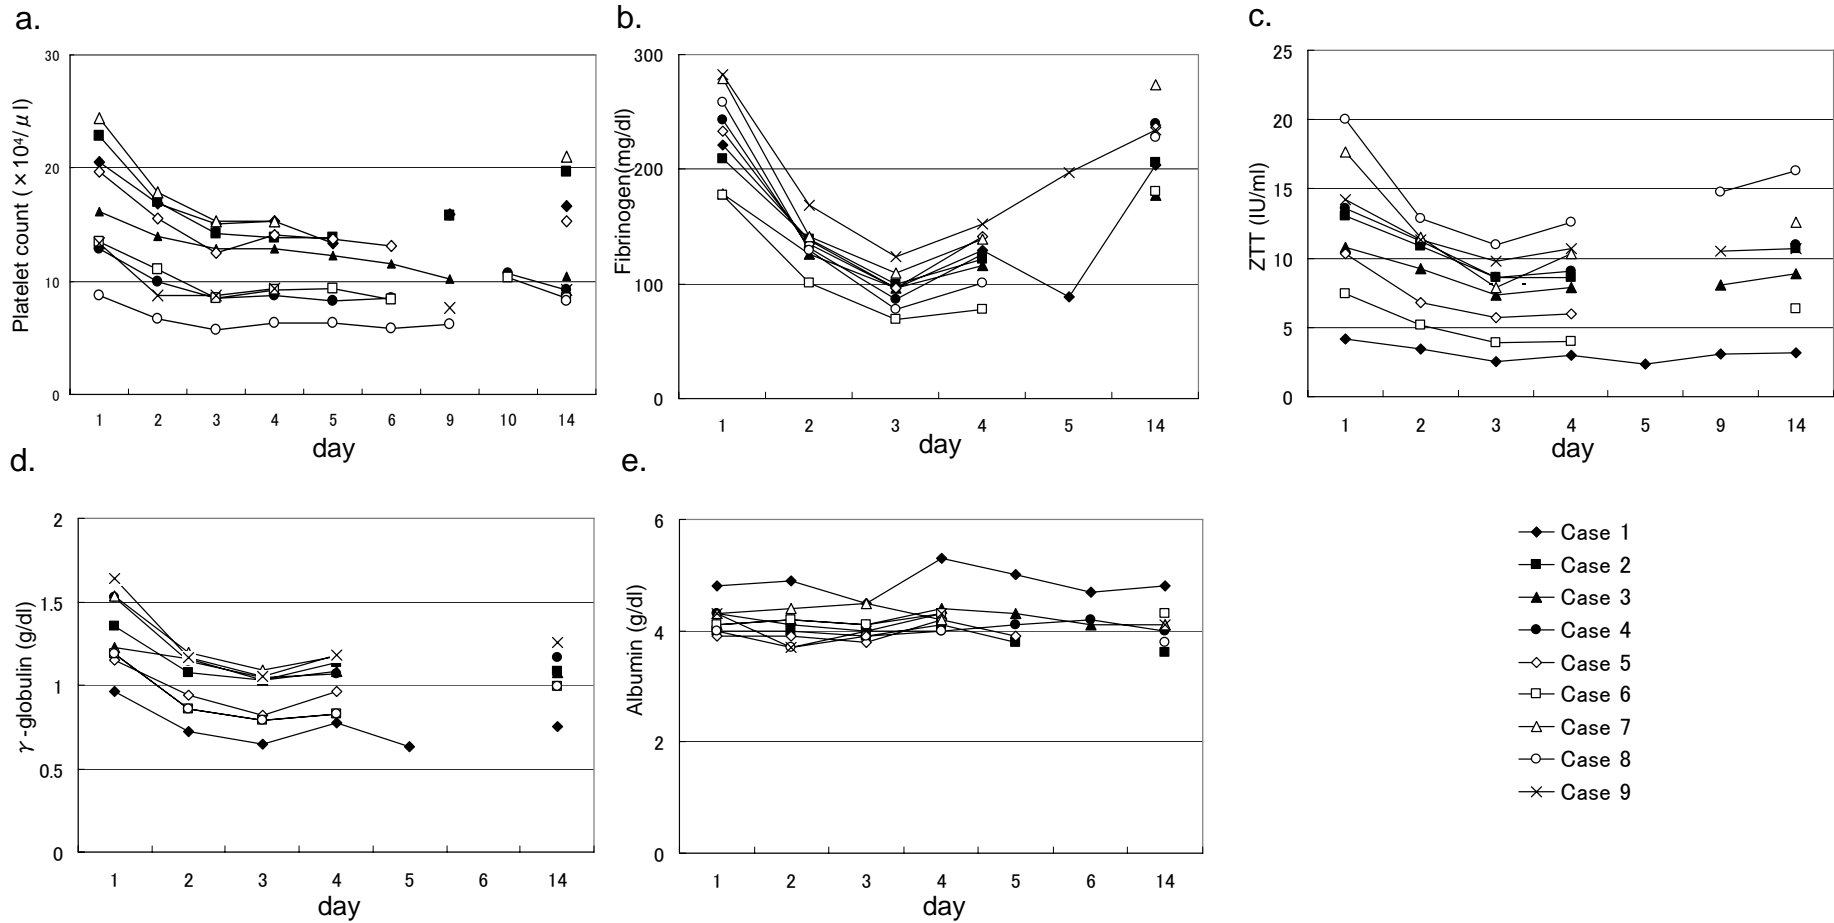 a.
Platelet count (×10⁴/μl)
30
20
10
0
1 2 3 4 5 6 9 10 14
day
b.
Fibrinogen(mg/dl)
300
200
100
0
1 2 3 4 5 14
day
c.
ZTT (IU/ml)
25
20
15
10
5
0
1 2 3 4 5 9 14
day
d.
γ-globulin (g/dl)
2
1.5
1
0.5
0
1 2 3 4 5 6 14
day
e.
Albumin (g/dl)
6
4
2
0
1 2 3 4 5 6 14
day
Case 1
Case 2
Case 3
Case 4
Case 5
Case 6
Case 7
Case 8
Case 9